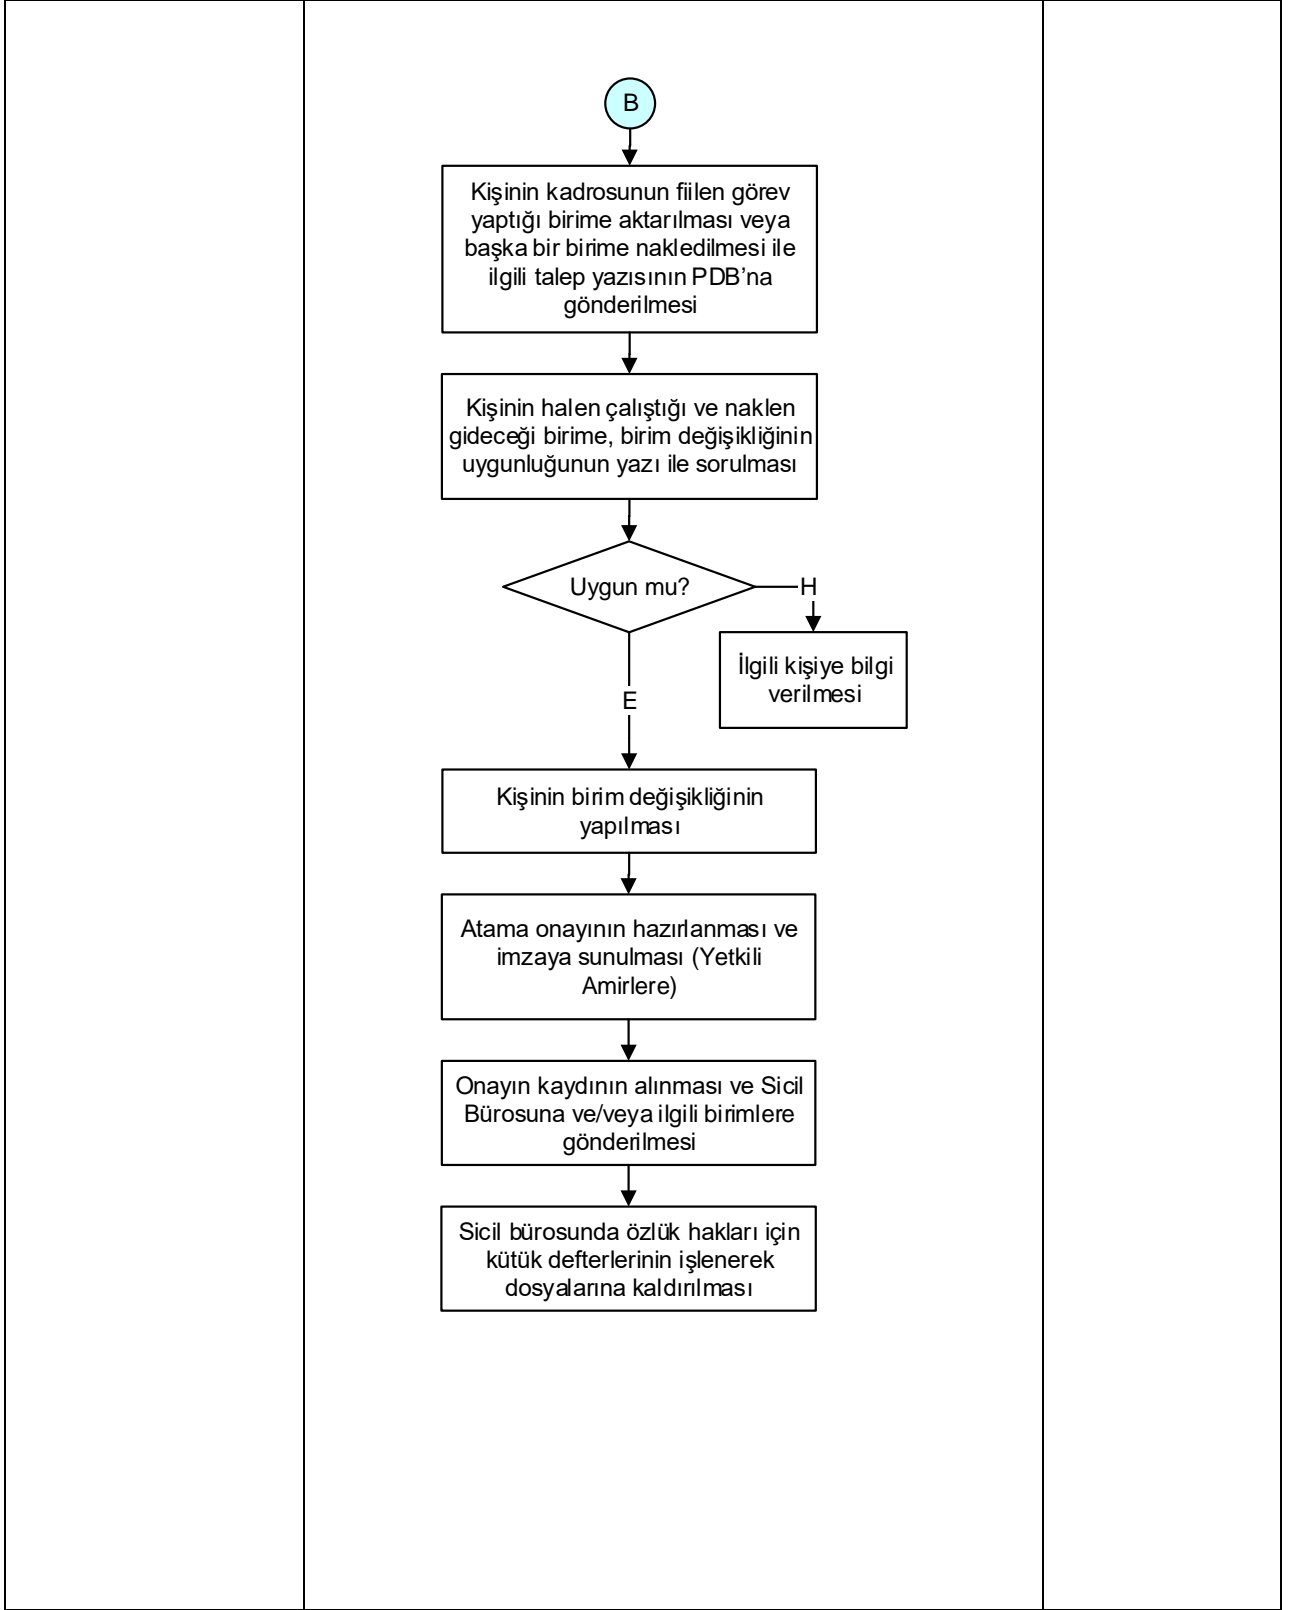 B
Kişinin kadrosunun fiilen görev
yaptığı birime aktarılması veya
başka bir birime nakledilmesi ile
ilgili talep yazısının PDB’na
gönderilmesi
Kişinin halen çalıştığı ve naklen
gideceği birime, birim değişikliğinin
uygunluğunun yazı ile sorulması
Uygun mu?
H
İlgili kişiye bilgi
verilmesi
E
Kişinin birim değişikliğinin
yapılması
Atama onayının hazırlanması ve
imzaya sunulması (Yetkili
Amirlere)
Onayın kaydının alınması ve Sicil
Bürosuna ve/veya ilgili birimlere
gönderilmesi
Sicil bürosunda özlük hakları için
kütük defterlerinin işlenerek
dosyalarına kaldırılması